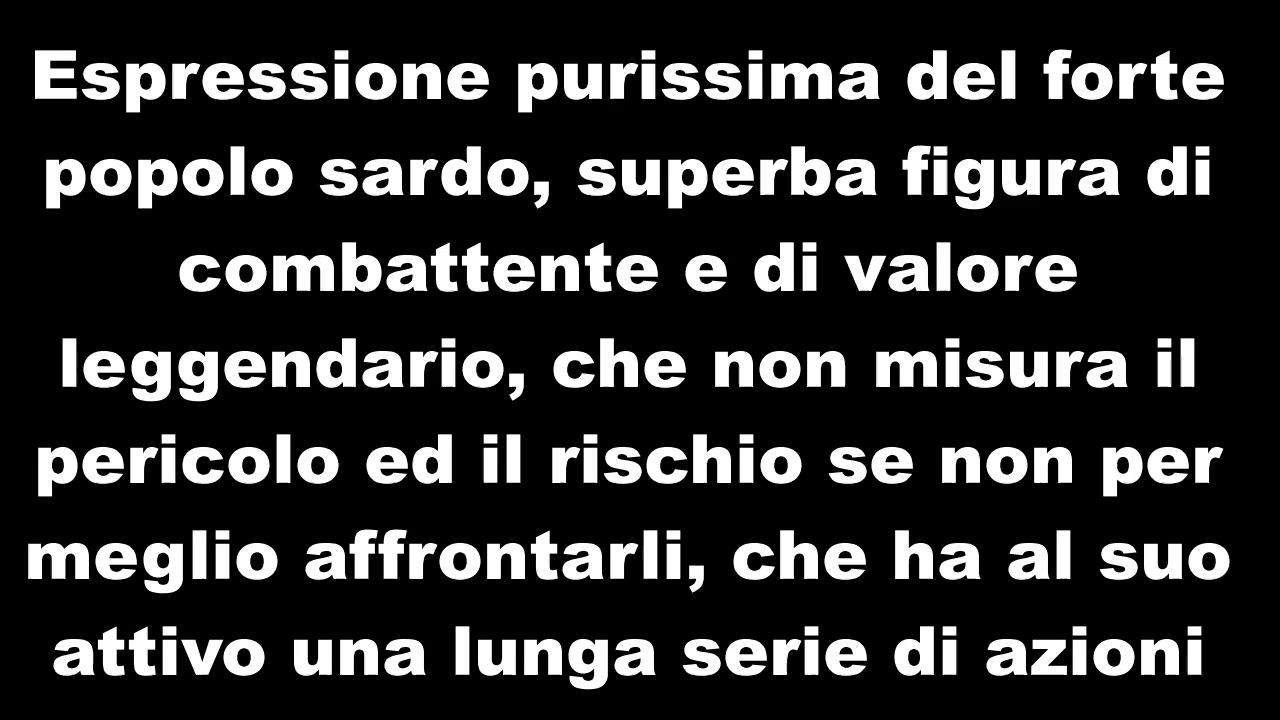 Espressione purissima del forte
popolo sardo, superba figura di
combattente e di valore
leggendario, che non misura il
pericolo ed il rischio se non per
meglio affrontarli, che ha al suo
attivo una lunga serie di azioni